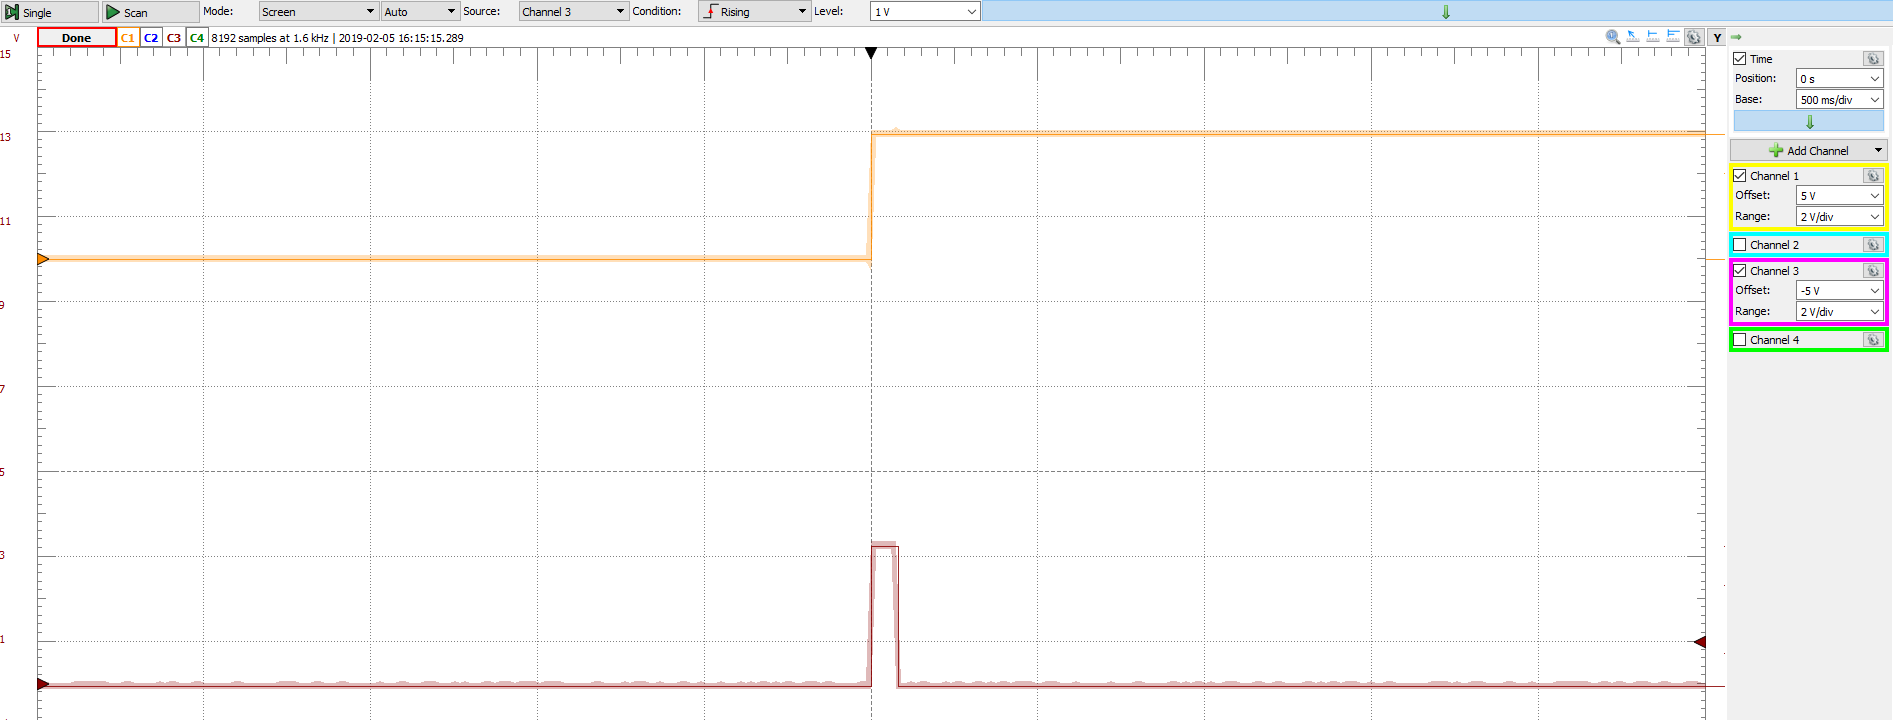 Single Scan Mode: Screen Auto Source: Channel 3 Condition: Rising Level: 1 V
V Done C1 C2 C3 C4 8192 samples at 1.6 kHz | 2019-02-05 16:15:15.289 Y
15
13
11
9
7
5
3
1
Time
Position: 0 s
Base: 500 ms/div
Add Channel
Channel 1
Offset: 5 V
Range: 2 V/div
Channel 2
Channel 3
Offset: -5 V
Range: 2 V/div
Channel 4